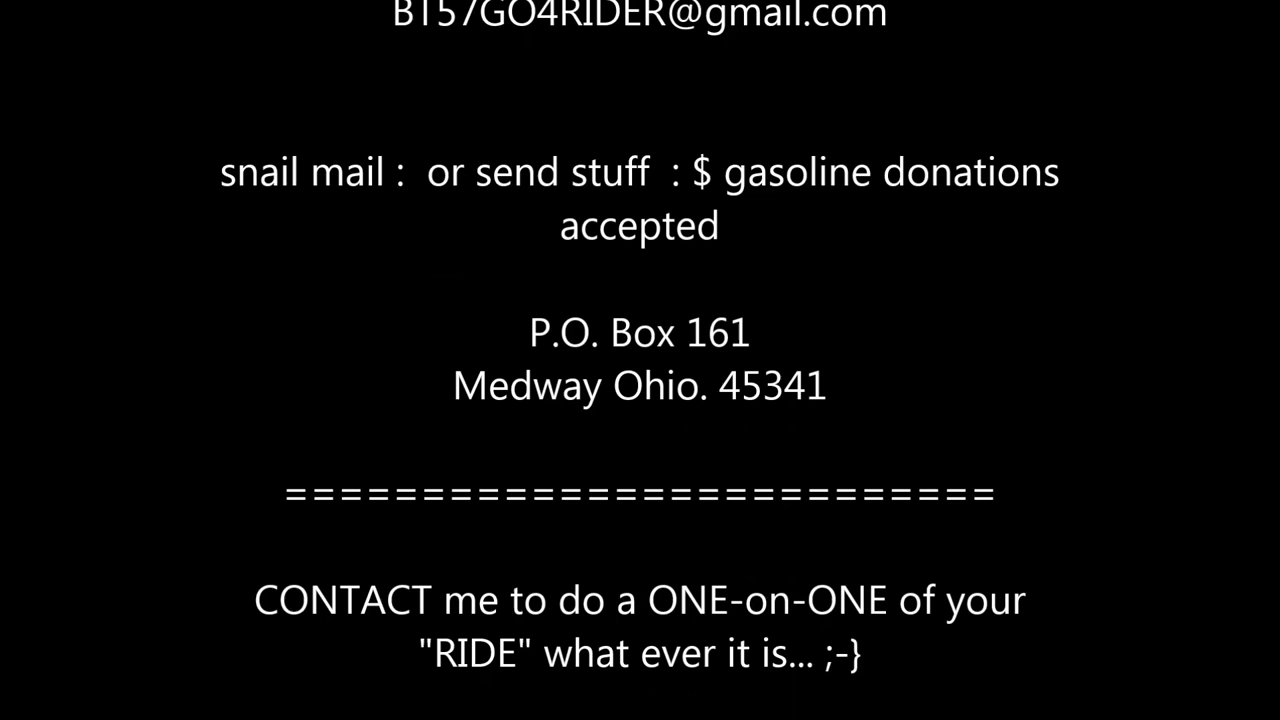 BT57GO4RIDER@gmail.com
snail mail :  or send stuff  : $ gasoline donations
accepted
P.O. Box 161
Medway Ohio. 45341
==========================
CONTACT me to do a ONE-on-ONE of your
"RIDE" what ever it is... ;-}